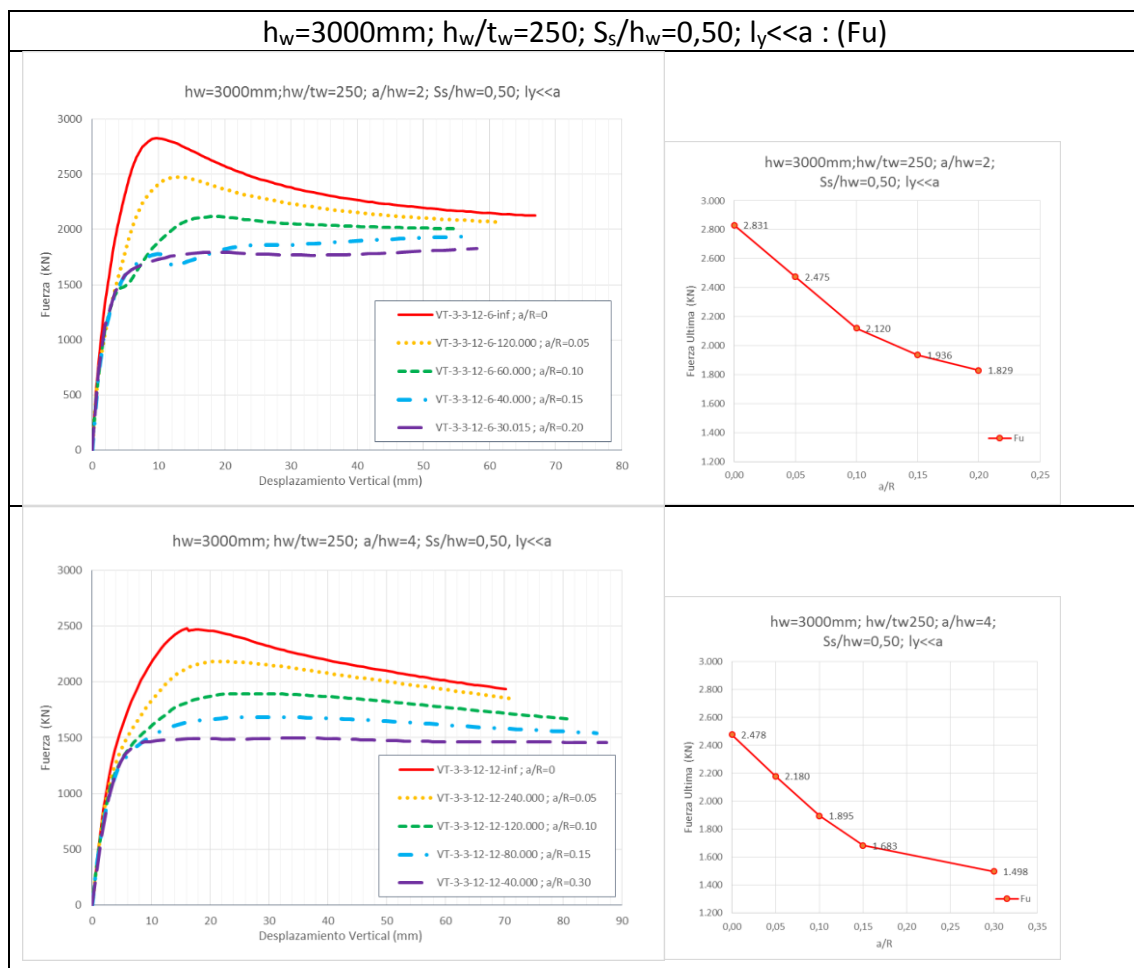 hw=3000mm; hw/tw=250; Ss/hw=0,50; ly<<a : (Fu)
hw=3000mm;hw/tw=250; a/hw=2; Ss/hw=0,50; ly<<a
Fuerza (KN)
3000
2500
2000
1500
1000
500
0
VT-3-3-12-6-inf ; a/R=0
VT-3-3-12-6-120.000 ; a/R=0.05
VT-3-3-12-6-60.000 ; a/R=0.10
VT-3-3-12-6-40.000 ; a/R=0.15
VT-3-3-12-6-30.015 ; a/R=0.20
0 10 20 30 40 50 60 70 80
Desplazamiento Vertical (mm)
hw=3000mm;hw/tw=250; a/hw=2;
Ss/hw=0,50; ly<<a
Fuerza Ultima (KN)
3.000
2.800
2.600
2.400
2.200
2.000
1.800
1.600
1.400
1.200
2.831
2.475
2.120
1.936
1.829
Fu
0,00 0,05 0,10 0,15 0,20 0,25
a/R
hw=3000mm; hw/tw=250; a/hw=4; Ss/hw=0,50, ly<<a
Fuerza (KN)
3000
2500
2000
1500
1000
500
0
VT-3-3-12-12-inf ; a/R=0
VT-3-3-12-12-240.000 ; a/R=0.05
VT-3-3-12-12-120.000 ; a/R=0.10
VT-3-3-12-12-80.000 ; a/R=0.15
VT-3-3-12-12-40.000 ; a/R=0.30
0 10 20 30 40 50 60 70 80 90
Desplazamiento Vertical (mm)
hw=3000mm; hw/tw250; a/hw=4;
Ss/hw=0,50; ly<<a
Fuerza Ultima (KN)
3.000
2.800
2.600
2.400
2.200
2.000
1.800
1.600
1.400
1.200
2.478
2.180
1.895
1.683
1.498
Fu
0,00 0,05 0,10 0,15 0,20 0,25 0,30 0,35
a/R